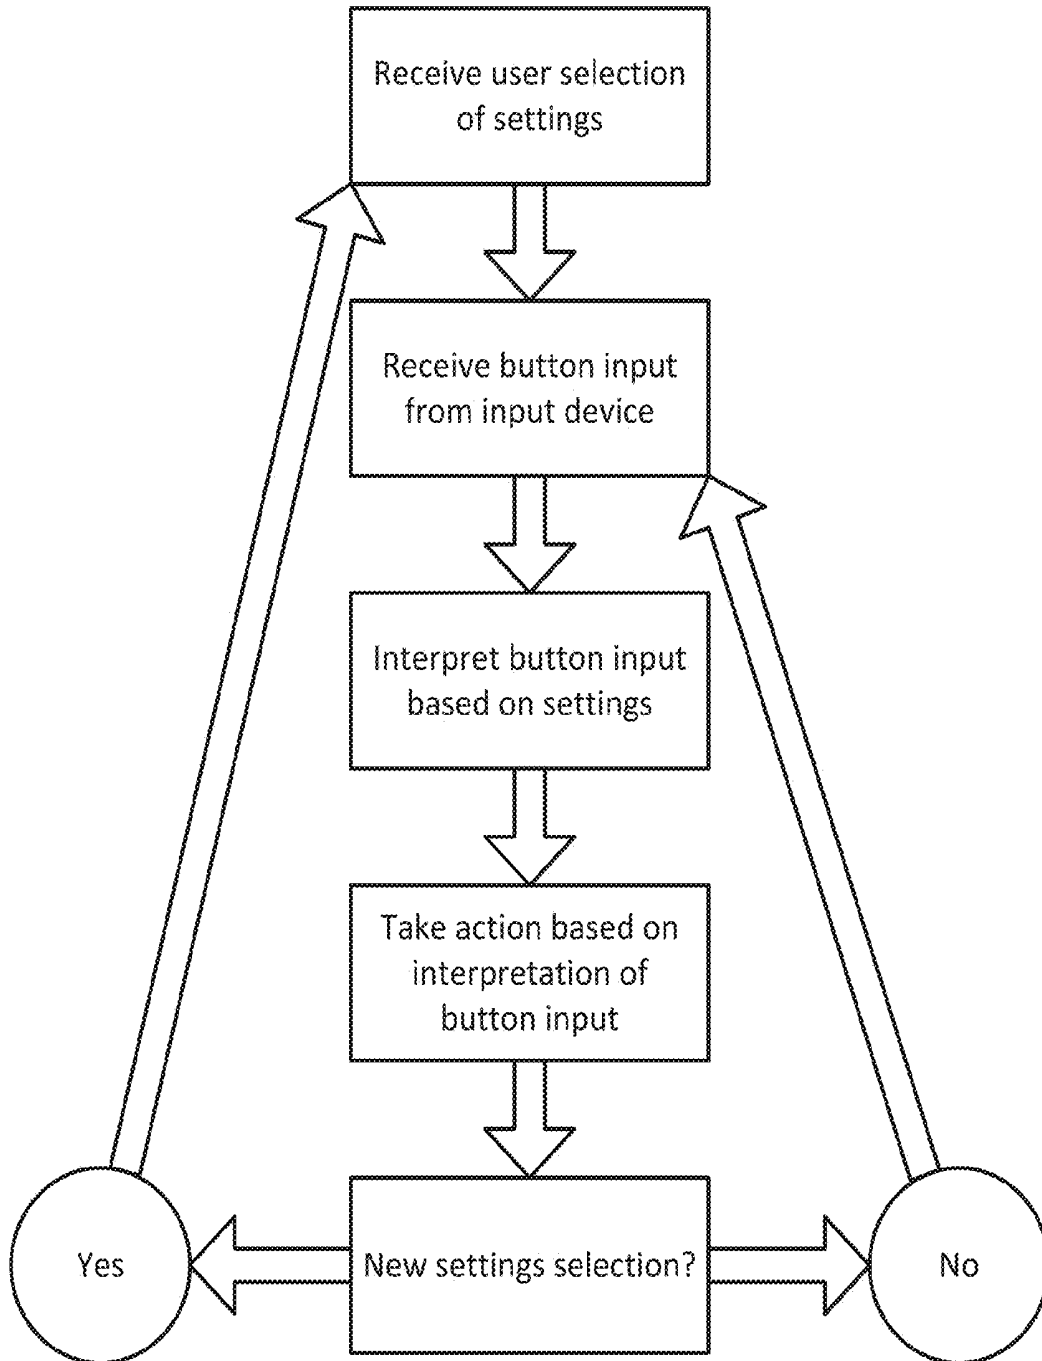 Receive user selection
of settings
Receive button input
from input device
Interpret button input
based on settings
Take action based on
interpretation of
button input
Yes
New settings selection?
No